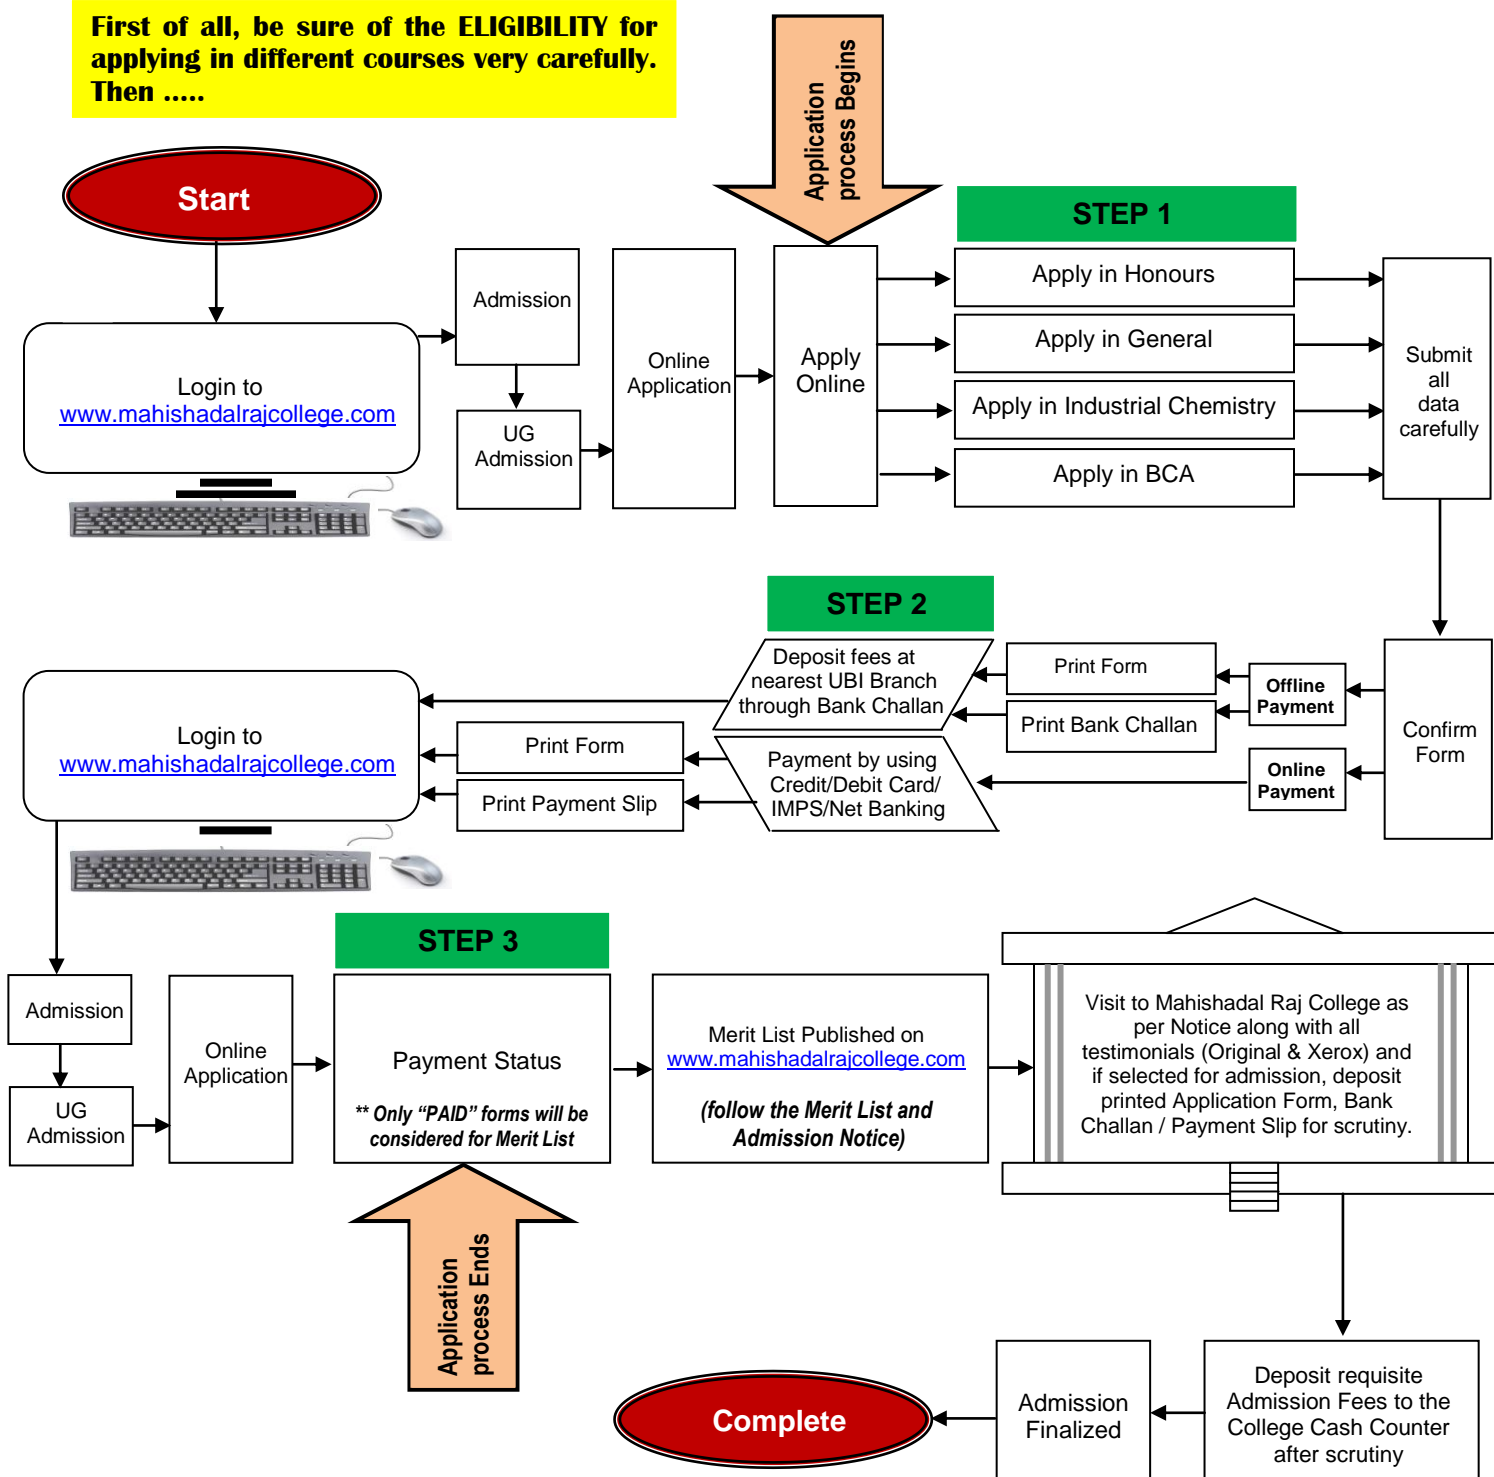 First of all, be sure of the ELIGIBILITY for
applying in different courses very carefully.
Then .....
Application
process Begins
Start
STEP 1
Login to
www.mahishadalrajcollege.com
Admission
UG
Admission
Online
Application
Apply
Online
Apply in Honours
Apply in General
Apply in Industrial Chemistry
Apply in BCA
Submit
all
data
carefully
STEP 2
Confirm
Form
Offline
Payment
Online
Payment
Print Form
Print Bank Challan
Deposit fees at
nearest UBI Branch
through Bank Challan
Payment by using
Credit/Debit Card/
IMPS/Net Banking
Print Form
Print Payment Slip
Login to
www.mahishadalrajcollege.com
STEP 3
Admission
UG
Admission
Online
Application
Payment Status
** Only “PAID” forms will be
considered for Merit List
Application
process Ends
Merit List Published on
www.mahishadalrajcollege.com
(follow the Merit List and
Admission Notice)
Visit to Mahishadal Raj College as
per Notice along with all
testimonials (Original & Xerox) and
if selected for admission, deposit
printed Application Form, Bank
Challan / Payment Slip for scrutiny.
Deposit requisite
Admission Fees to the
College Cash Counter
after scrutiny
Admission
Finalized
Complete